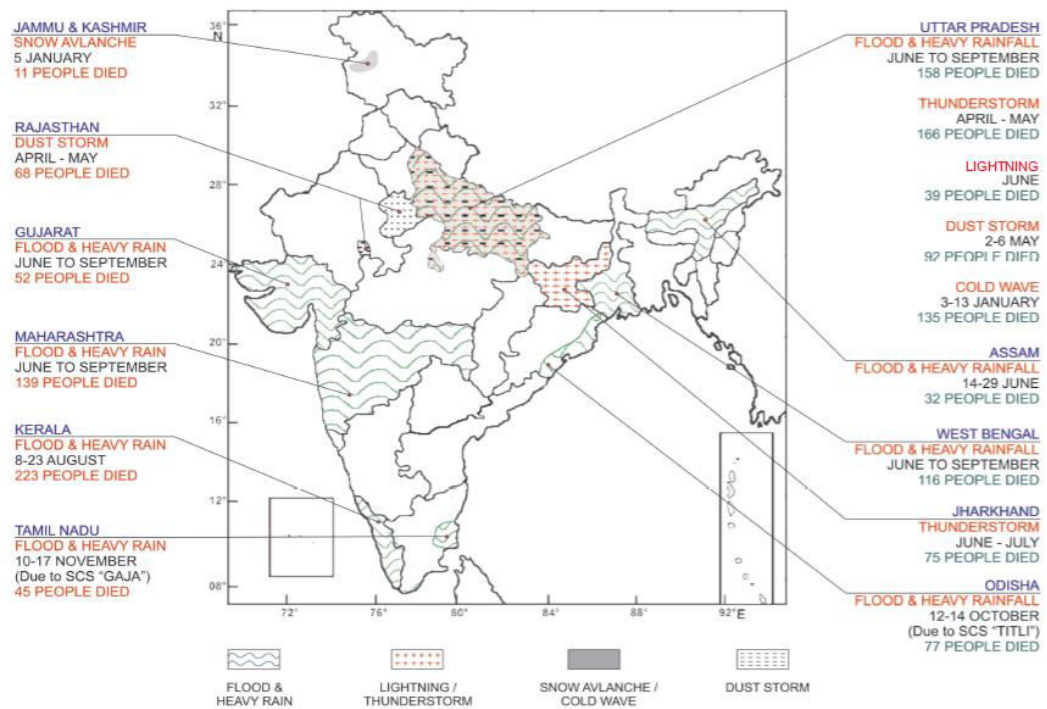 JAMMU & KASHMIR
SNOW AVLANCHE
5 JANUARY
11 PEOPLE DIED
RAJASTHAN
DUST STORM
APRIL - MAY
68 PEOPLE DIED
GUJARAT
FLOOD & HEAVY RAIN
JUNE TO SEPTEMBER
52 PEOPLE DIED
MAHARASHTRA
FLOOD & HEAVY RAIN
JUNE TO SEPTEMBER
139 PEOPLE DIED
KERALA
FLOOD & HEAVY RAIN
8-23 AUGUST
223 PEOPLE DIED
TAMIL NADU
FLOOD & HEAVY RAIN
10-17 NOVEMBER
(Due to SCS “GAJA”)
45 PEOPLE DIED
36°
N
32°
28°
24°
20°
16°
12°
08°
72°
76°
80°
84°
88°
92°E
UTTAR PRADESH
FLOOD & HEAVY RAINFALL
JUNE TO SEPTEMBER
158 PEOPLE DIED
THUNDERSTORM
APRIL - MAY
166 PEOPLE DIED
LIGHTNING
JUNE
39 PEOPLE DIED
DUST STORM
2-6 MAY
92 PEOPLE DIED
COLD WAVE
3-13 JANUARY
135 PEOPLE DIED
ASSAM
FLOOD & HEAVY RAINFALL
14-29 JUNE
32 PEOPLE DIED
WEST BENGAL
FLOOD & HEAVY RAINFALL
JUNE TO SEPTEMBER
116 PEOPLE DIED
JHARKHAND
THUNDERSTORM
JUNE - JULY
75 PEOPLE DIED
ODISHA
FLOOD & HEAVY RAINFALL
12-14 OCTOBER
(Due to SCS “TITLI”)
77 PEOPLE DIED
FLOOD &
HEAVY RAIN
LIGHTNING /
THUNDERSTORM
SNOW AVLANCHE /
COLD WAVE
DUST STORM